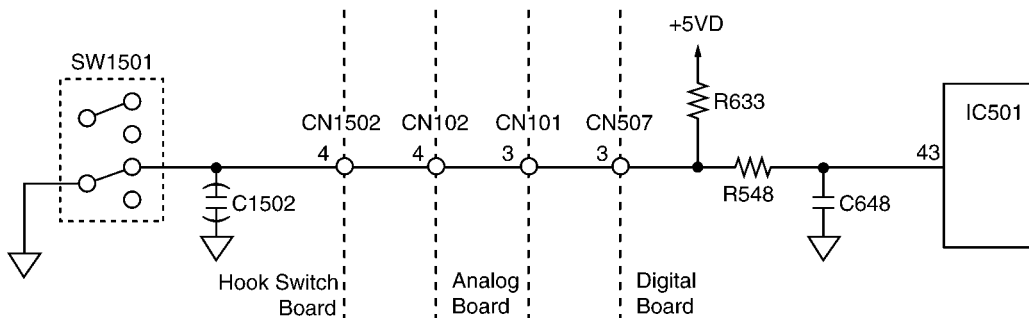 +5VD
SW1501
R633
IC501
CN1502
CN102
CN101
CN507
4
4
3
3
43
R548
C1502
C648
Hook Switch
Board
Analog
Board
Digital
Board